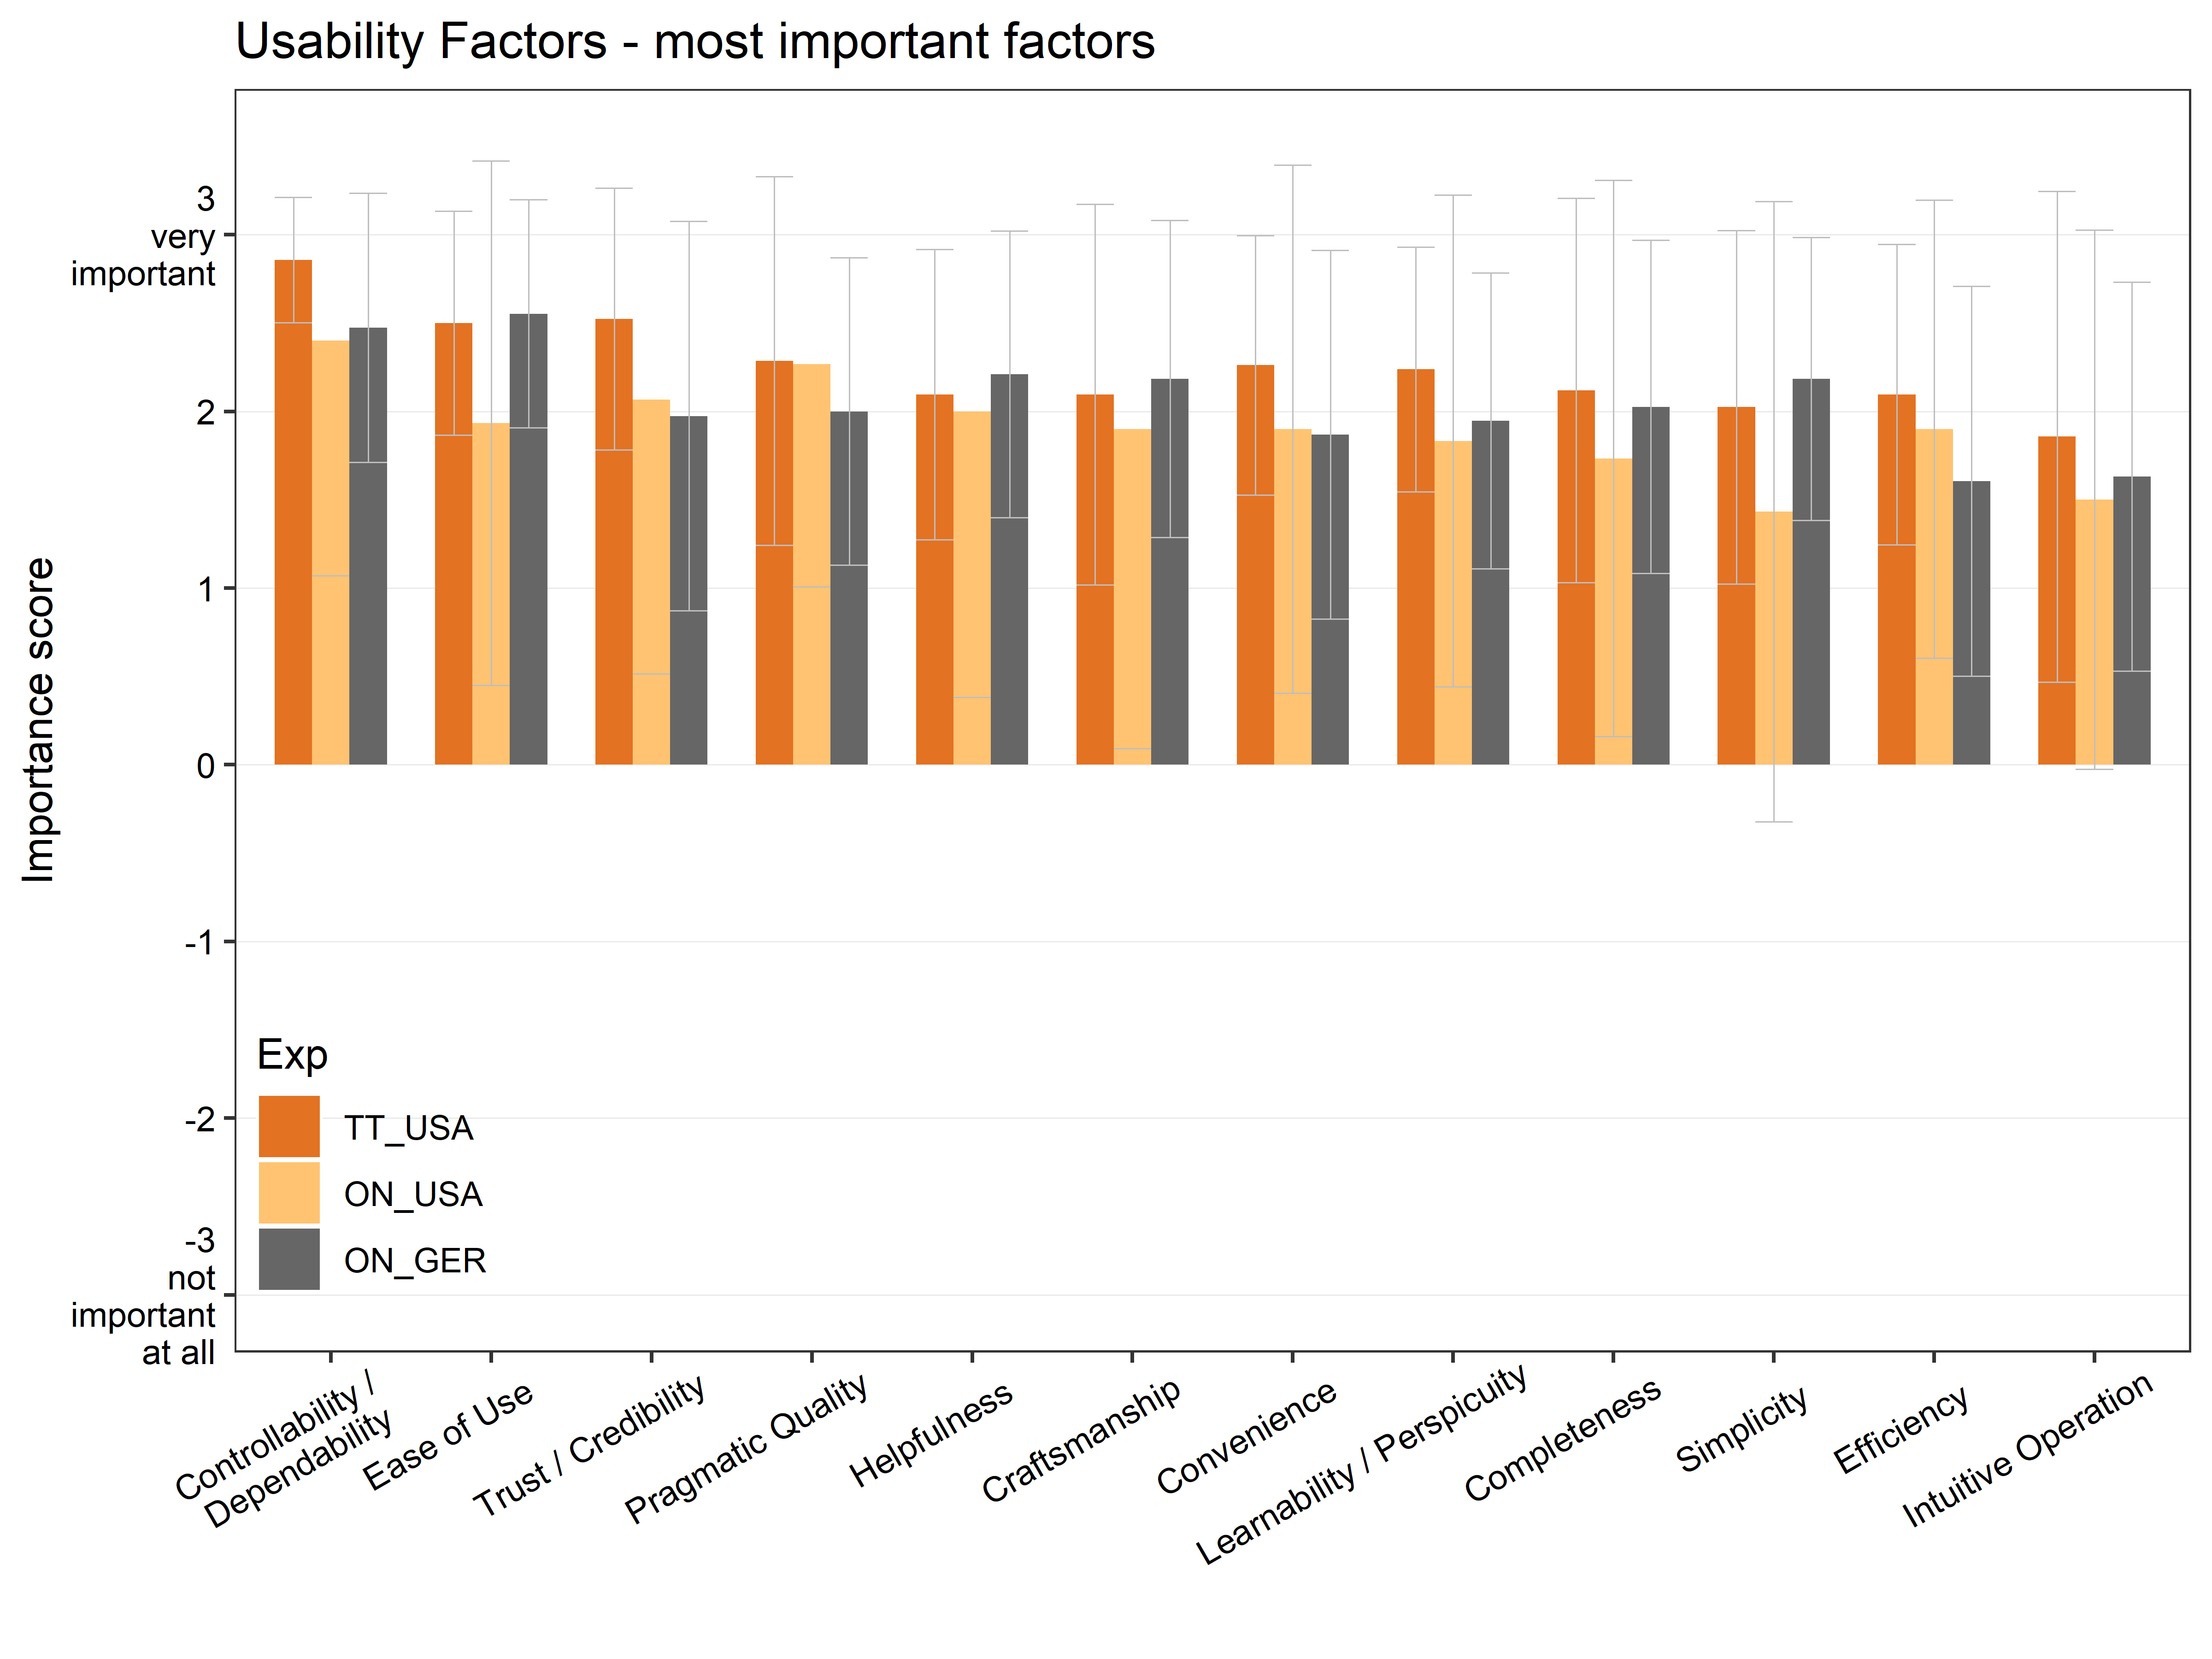 Usability Factors - most important factors
Importance score
3
very
important
2
1
0
-1
-2
-3
not
important
at all
Exp
TT_USA
ON_USA
ON_GER
Controllability /
Dependability
Ease of Use
Trust / Credibility
Pragmatic Quality
Helpfulness
Craftsmanship
Convenience
Learnability / Perspicuity
Completeness
Simplicity
Efficiency
Intuitive Operation